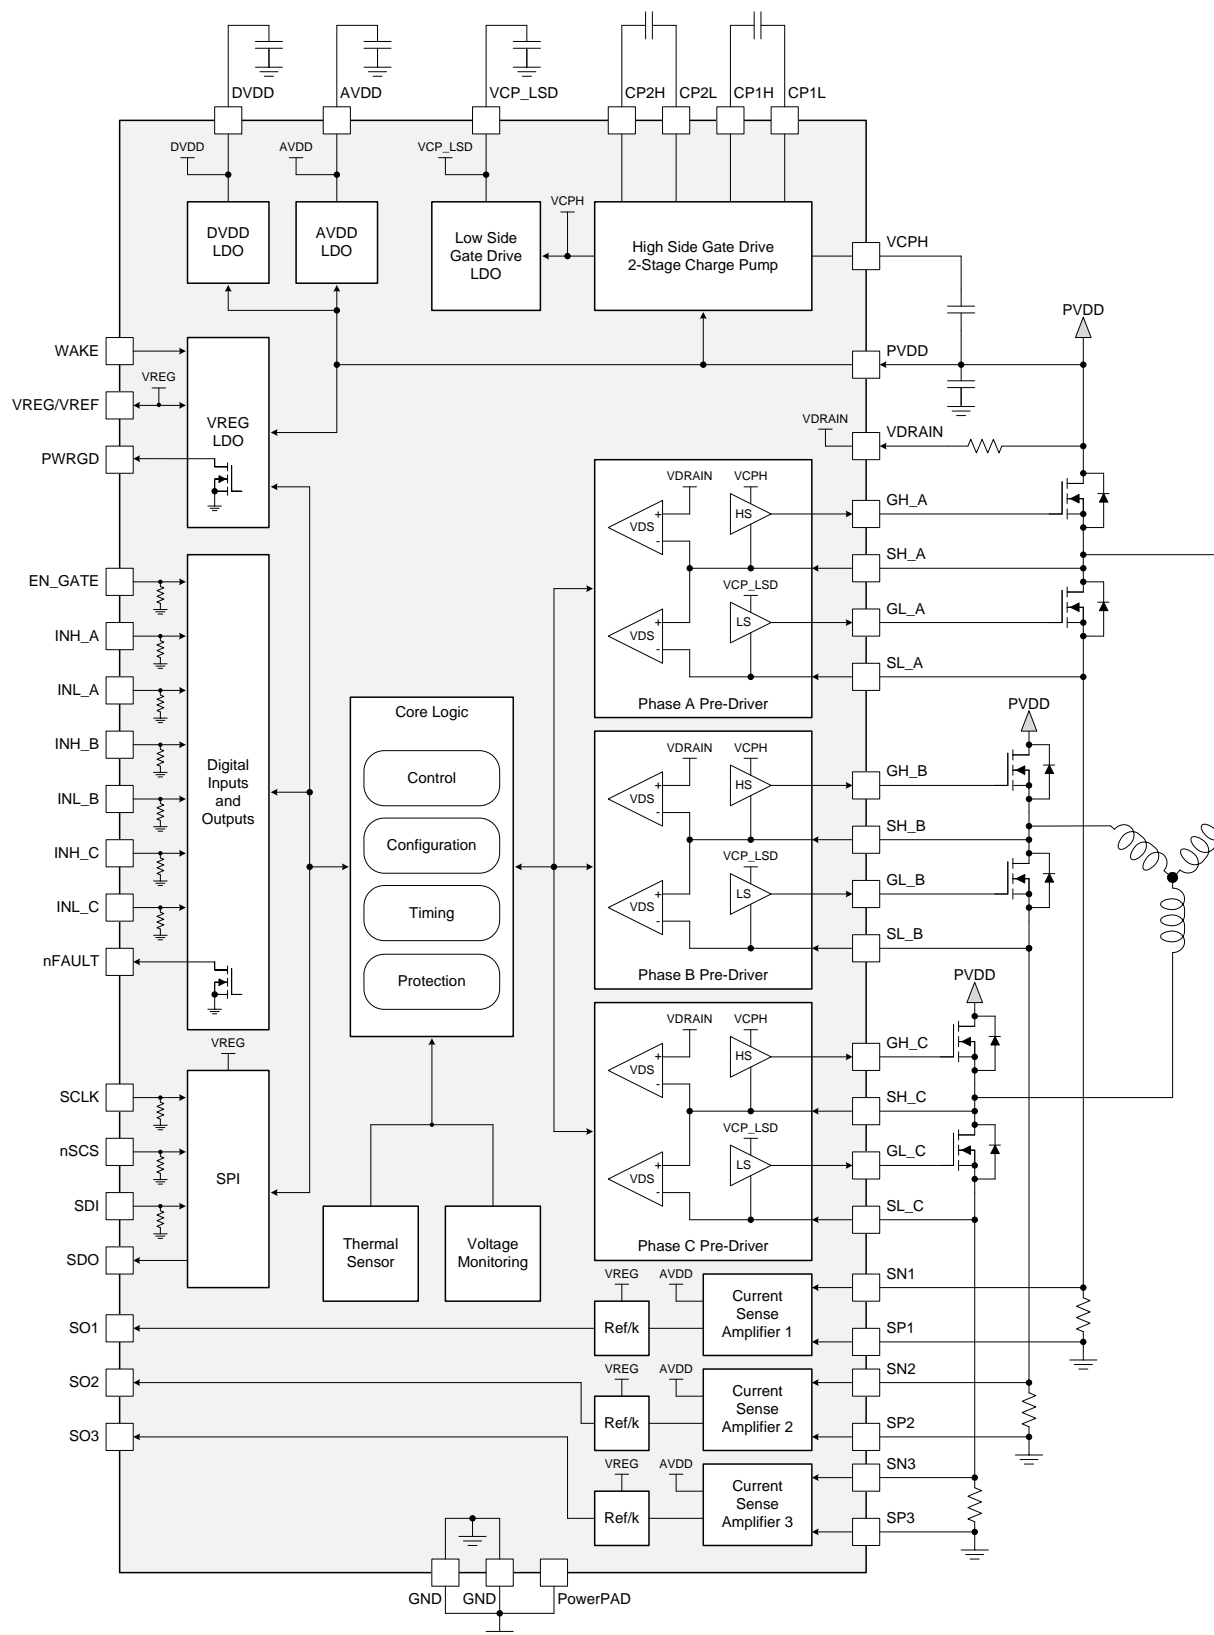 DVDD
AVDD
VCP_LSD
CP2H
CP2L
CP1H
CP1L
DVDD
AVDD
VCP_LSD
VCPH
DVDD
LDO
AVDD
LDO
Low Side
Gate Drive
LDO
High Side Gate Drive
2-Stage Charge Pump
VCPH
PVDD
WAKE
PVDD
VREG
VREG/VREF
VREG
LDO
VDRAIN
VDRAIN
PWRGD
VDRAIN
VCPH
+
-
VDS
HS
GH_A
SH_A
EN_GATE
VCP_LSD
+
-
VDS
LS
GL_A
INH_A
SL_A
INL_A
Phase A Pre-Driver
Core Logic
PVDD
INH_B
VDRAIN
VCPH
Digital
Inputs
and
Outputs
Control
+
-
VDS
HS
GH_B
INL_B
SH_B
Configuration
INH_C
VCP_LSD
+
-
VDS
LS
GL_B
INL_C
Timing
SL_B
nFAULT
Protection
Phase B Pre-Driver
PVDD
VDRAIN
VCPH
VREG
+
-
VDS
HS
GH_C
SCLK
SH_C
VCP_LSD
nSCS
+
-
VDS
LS
GL_C
SPI
SDI
SL_C
Thermal
Sensor
Voltage
Monitoring
Phase C Pre-Driver
SDO
VREG
AVDD
Current
Sense
Amplifier 1
SN1
SO1
Ref/k
SP1
VREG
AVDD
Current
Sense
Amplifier 2
SN2
SO2
Ref/k
SP2
SO3
VREG
AVDD
Current
Sense
Amplifier 3
SN3
Ref/k
SP3
GND
GND
PowerPAD